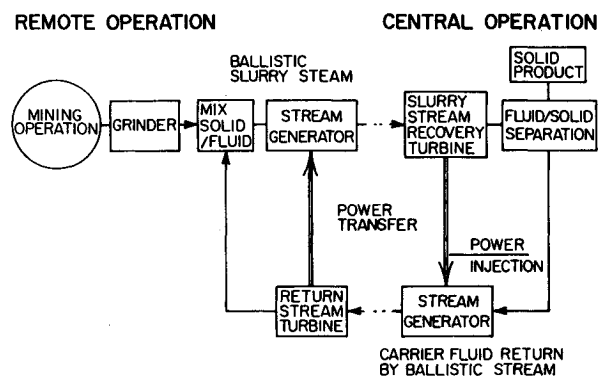 REMOTE OPERATION
CENTRAL OPERATION
BALLISTIC
SLURRY STEAM
SOLID
PRODUCT
MINING
OPERATION
GRINDER
MIX
SOLID
/FLUID
STREAM
GENERATOR
SLURRY
STREAM
RECOVERY
TURBINE
FLUID/SOLID
SEPARATION
POWER
TRANSFER
POWER
INJECTION
RETURN
STREAM
TURBINE
STREAM
GENERATOR
CARRIER FLUID RETURN
BY BALLISTIC STREAM